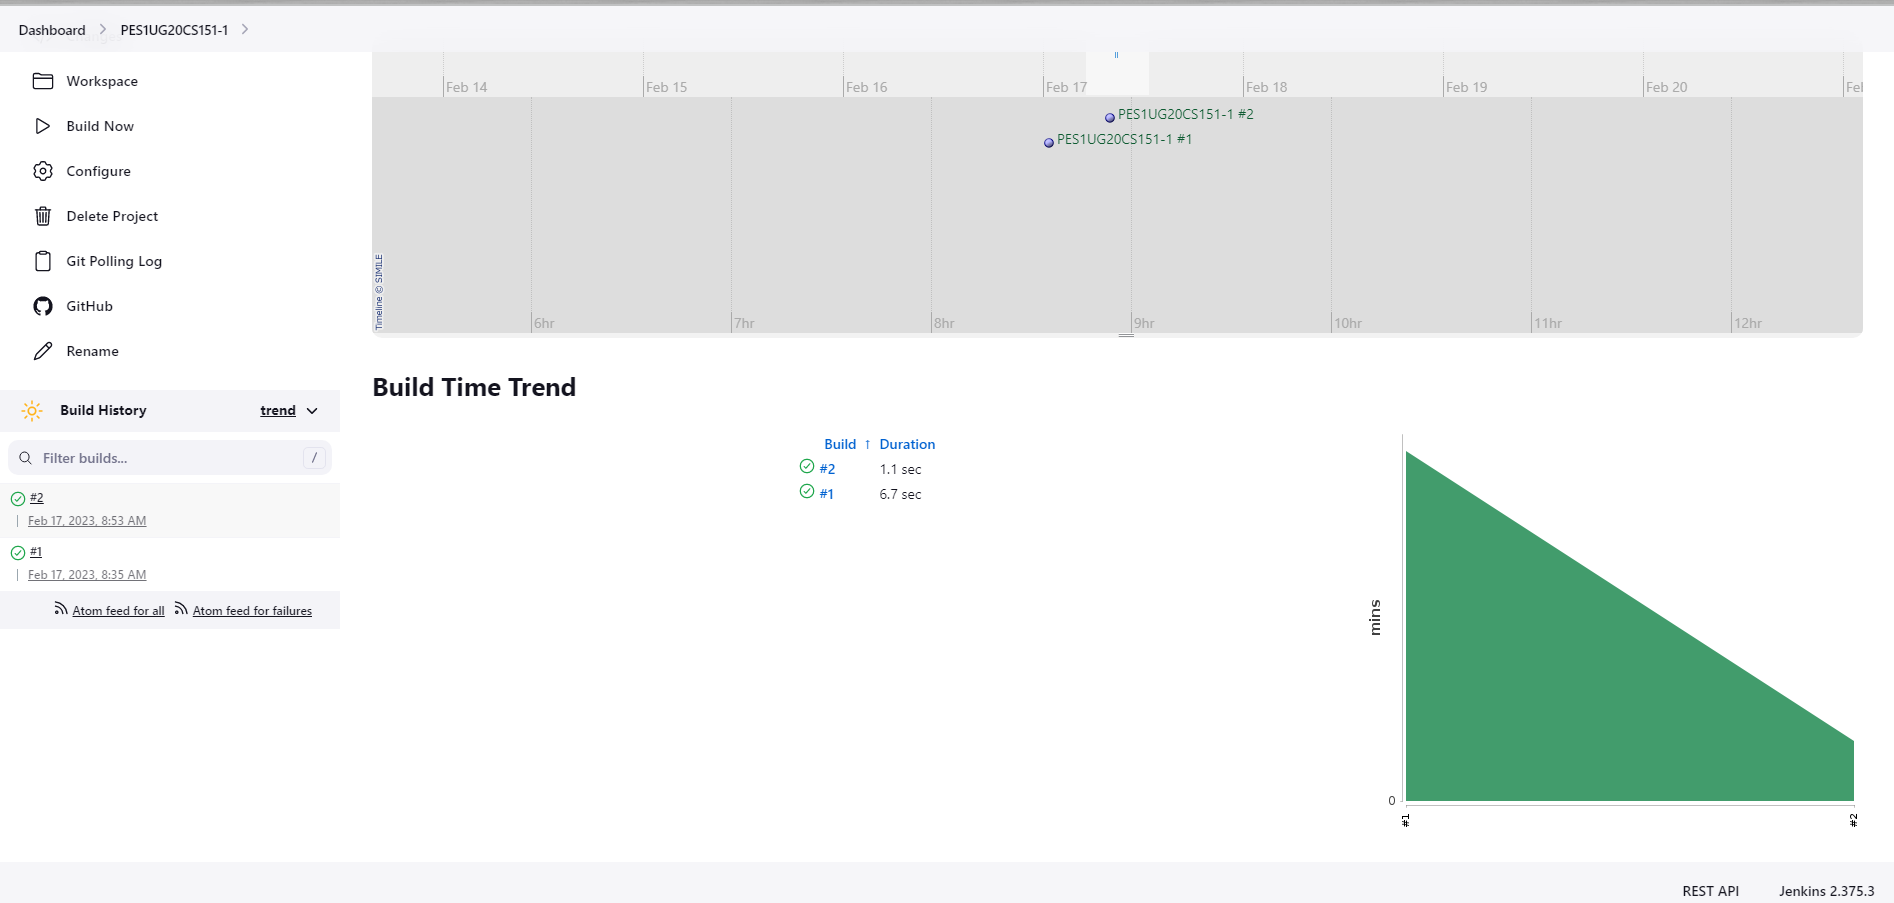 Dashboard
PES1UG20CS151-1
Workspace
Build Now
Configure
Delete Project
Git Polling Log
GitHub
Rename
Build History
trend
Filter builds...
/
#2
Feb 17, 2023, 8:53 AM
#1
Feb 17, 2023, 8:35 AM
Atom feed for all
Atom feed for failures
Feb 14
Feb 15
Feb 16
Feb 17
Feb 18
Feb 19
Feb 20
PES1UG20CS151-1 #2
PES1UG20CS151-1 #1
Timeline © SIMILE
6hr
7hr
8hr
9hr
10hr
11hr
12hr
Build Time Trend
Build ↑ Duration
#2 1.1 sec
#1 6.7 sec
mins
0
#1
#2
REST API
Jenkins 2.375.3